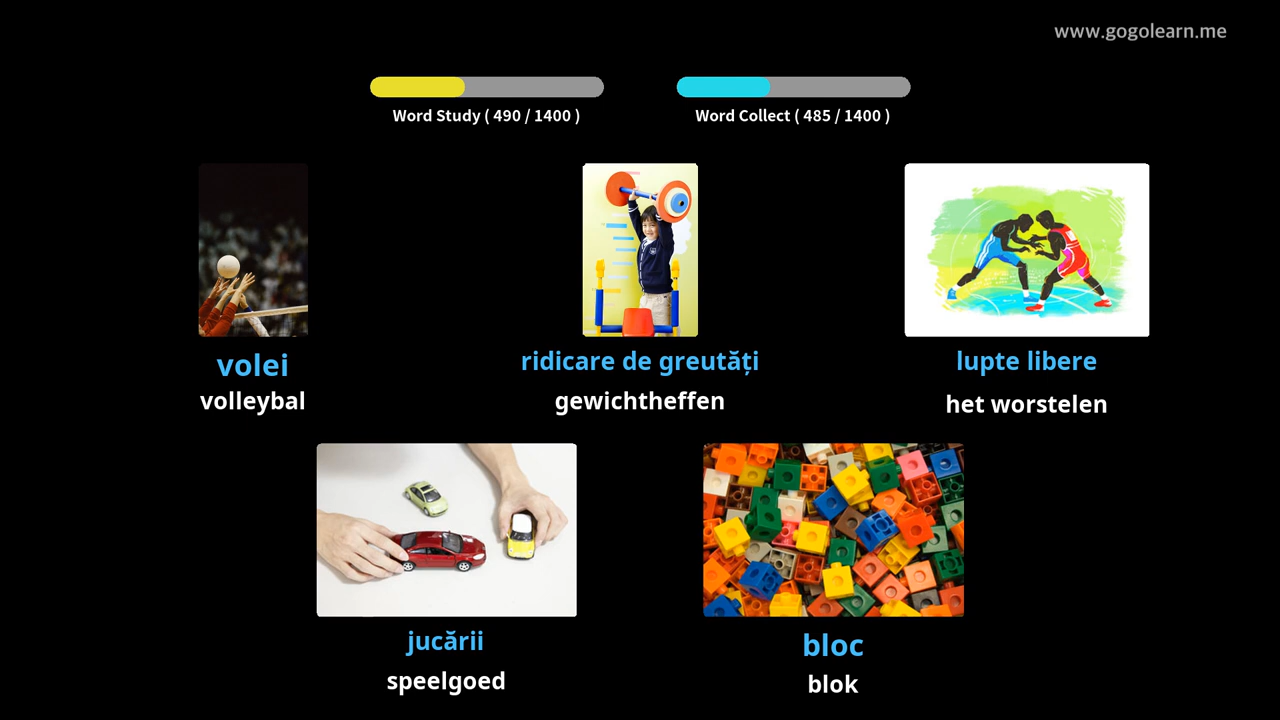 www.gogolearn.me
Word Study ( 490 / 1400 )
Word Collect ( 485 / 1400 )
volei
volleybal
ridicare de greutăți
gewichtheffen
lupte libere
het worstelen
jucării
speelgoed
bloc
blok